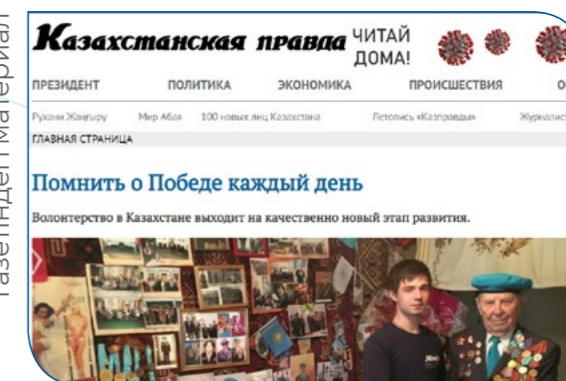 Казахстанская правда
ЧИТАЙ
ДОМА!
ПРЕЗИДЕНТ ПОЛИТИКА ЭКОНОМИКА ПРОИСШЕСТВИЯ
Рухани Жаңғыру Мир Абая 100 новых лиц Казахстана Летопись «Казправды»
ГЛАВНАЯ СТРАНИЦА
Помнить о Победе каждый день
Волонтерство в Казахстане выходит на качественно новый этап развития.
материал